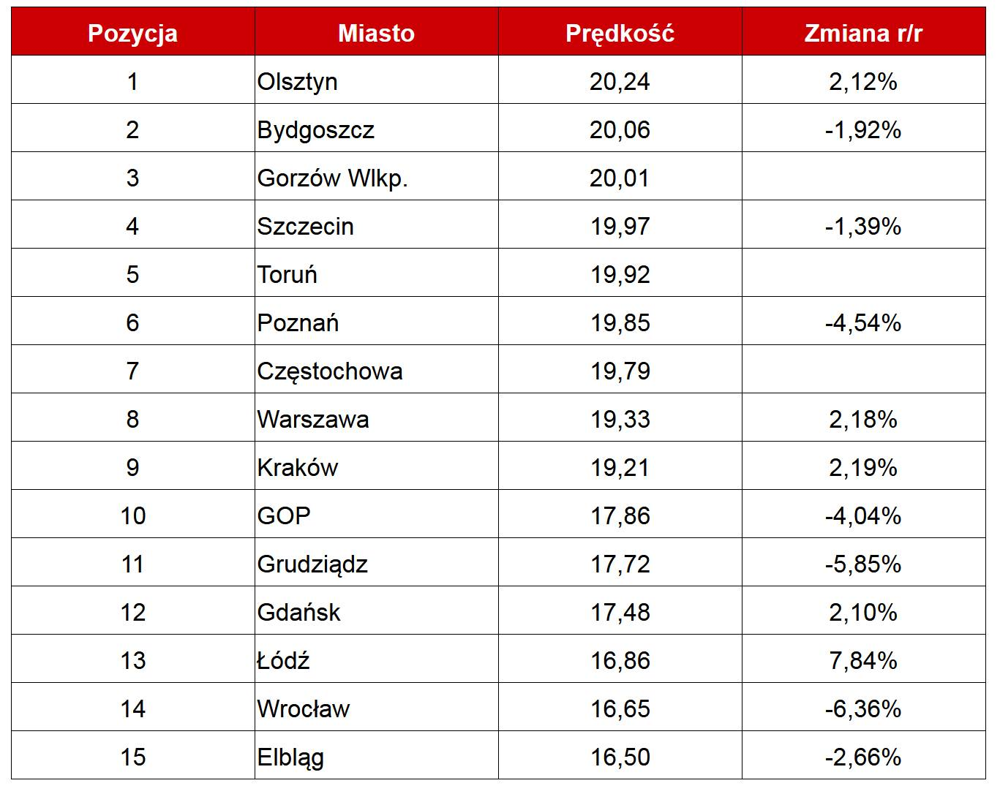 Pozycja Miasto Prędkość Zmiana r/r
1 Olsztyn 20,24 2,12%
2 Bydgoszcz 20,06 -1,92%
3 Gorzów Wlkp. 20,01
4 Szczecin 19,97 -1,39%
5 Toruń 19,92
6 Poznań 19,85 -4,54%
7 Częstochowa 19,79
8 Warszawa 19,33 2,18%
9 Kraków 19,21 2,19%
10 GOP 17,86 -4,04%
11 Grudziądz 17,72 -5,85%
12 Gdańsk 17,48 2,10%
13 Łódź 16,86 7,84%
14 Wrocław 16,65 -6,36%
15 Elbląg 16,50 -2,66%